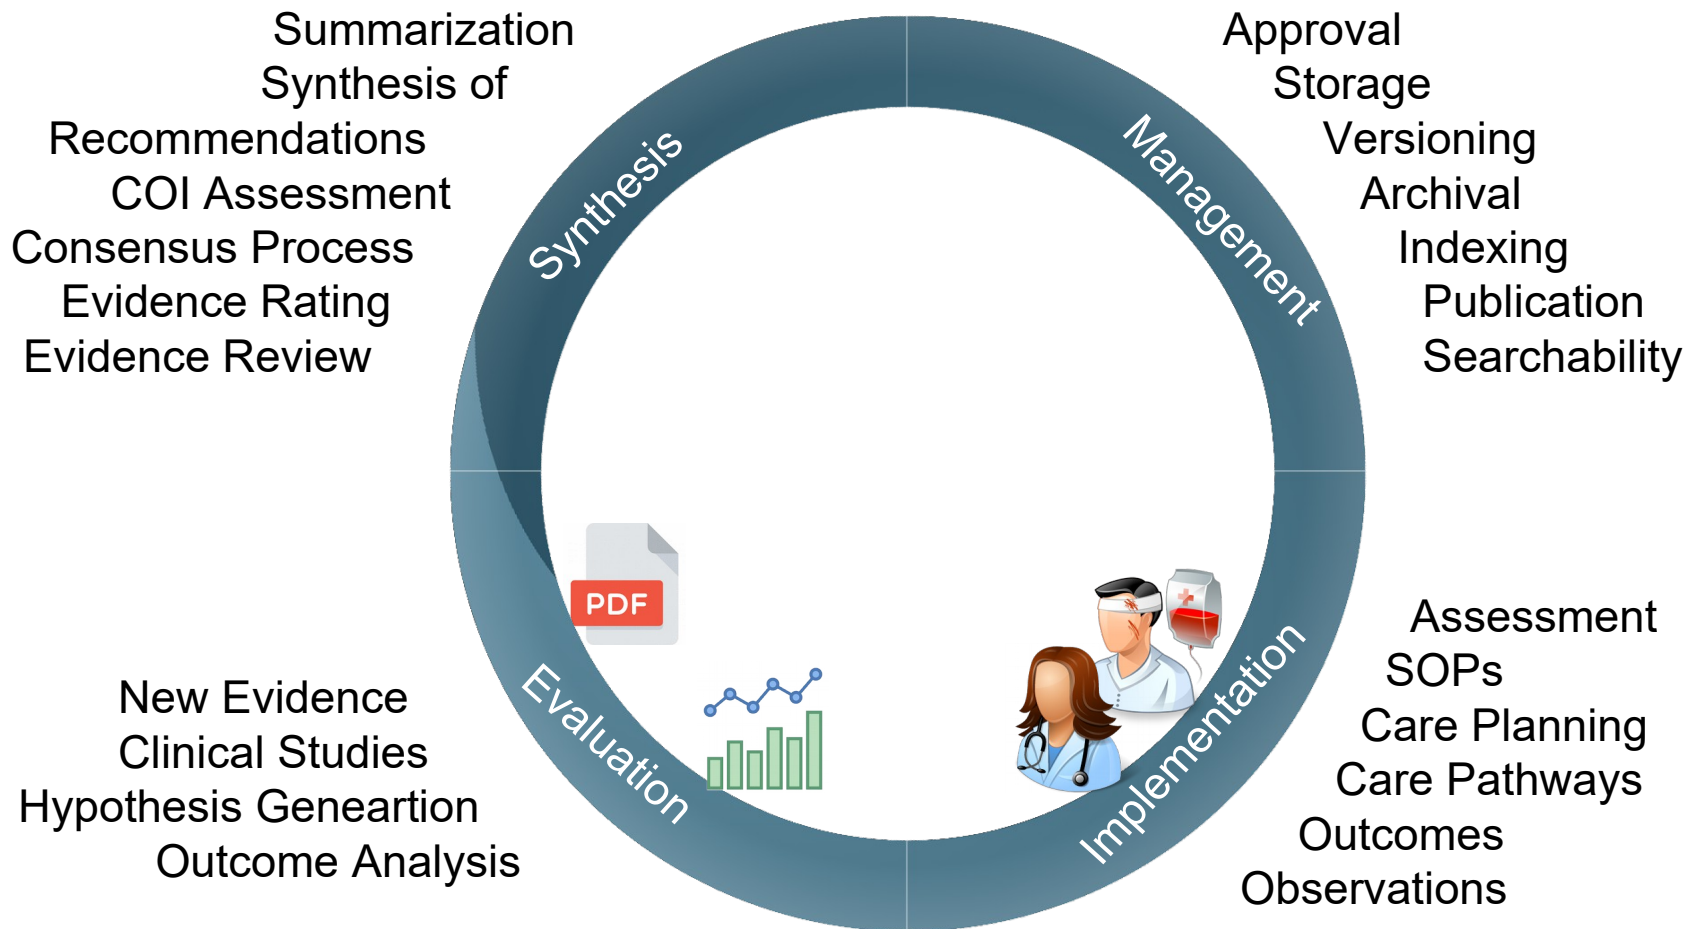 Summarization
Synthesis of
Recommendations
COI Assessment
Consensus Process
Evidence Rating
Evidence Review
Synthesis
Approval
Storage
Versioning
Archival
Indexing
Publication
Searchability
Management
PDF
New Evidence
Clinical Studies
Hypothesis Geneartion
Outcome Analysis
Evaluation
Assessment
SOPs
Care Planning
Care Pathways
Outcomes
Observations
Implementation